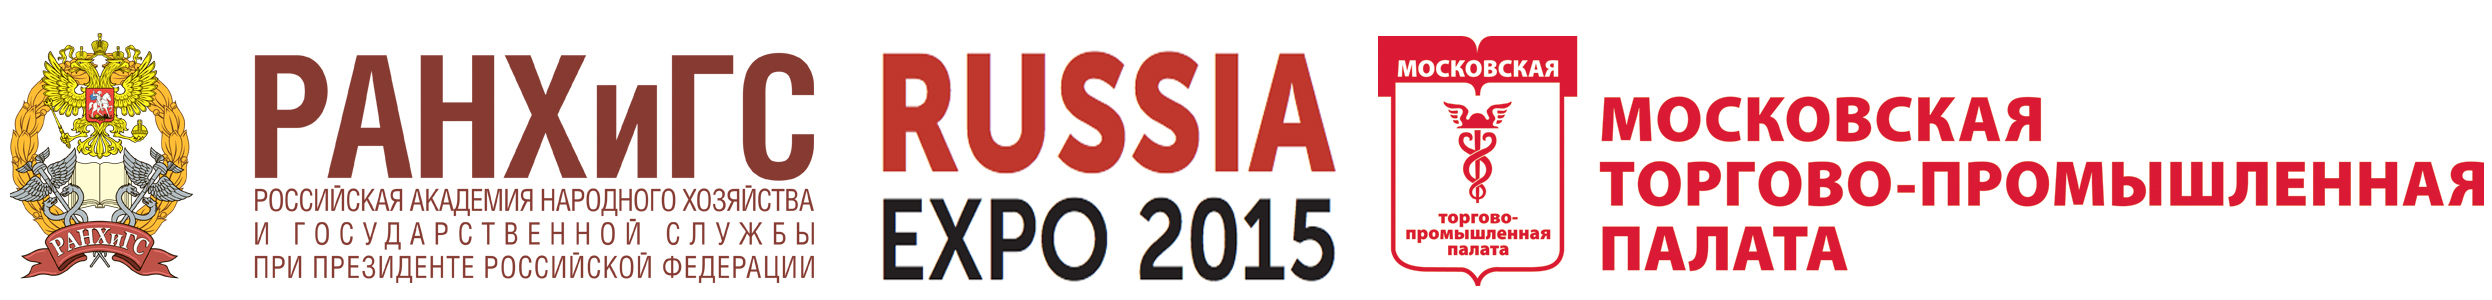 РАНХиГС
РАНХиГС
РОССИЙСКАЯ АКАДЕМИЯ НАРОДНОГО ХОЗЯЙСТВА
И ГОСУДАРСТВЕННОЙ СЛУЖБЫ
ПРИ ПРЕЗИДЕНТЕ РОССИЙСКОЙ ФЕДЕРАЦИИ
RUSSIA
EXPO 2015
МОСКОВСКАЯ
торгово-
промышленная
палата
МОСКОВСКАЯ
ТОРГОВО-ПРОМЫШЛЕННАЯ
ПАЛАТА